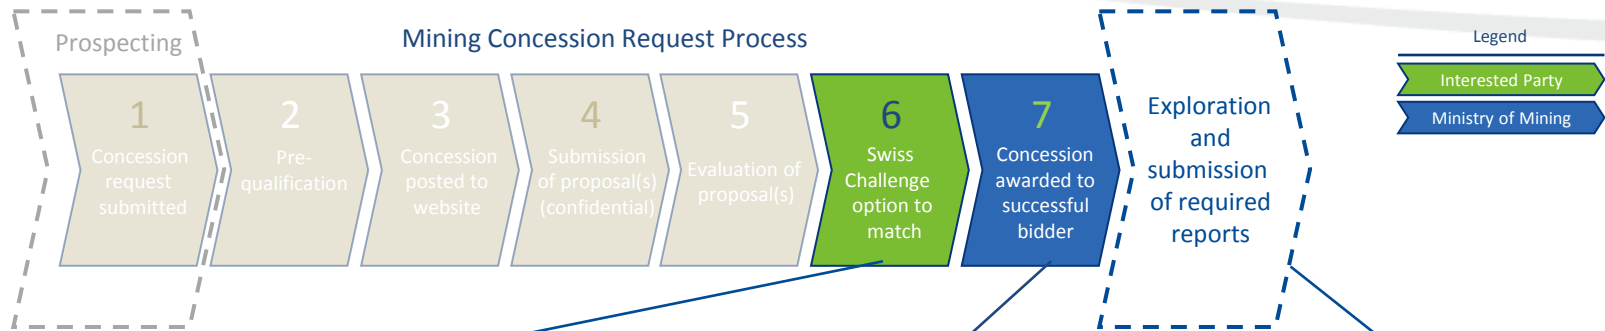 Prospecting
Mining Concession Request Process
Legend
Interested Party
Ministry of Mining
1
Concession
request
submitted
2
Pre-
qualification
3
Concession
posted to
website
4
Submission
of proposal(s)
(confidential)
5
Evaluation of
proposal(s)
6
Swiss
Challenge
option to
match
7
Concession
awarded to
successful
bidder
Exploration
and
submission
of required
reports